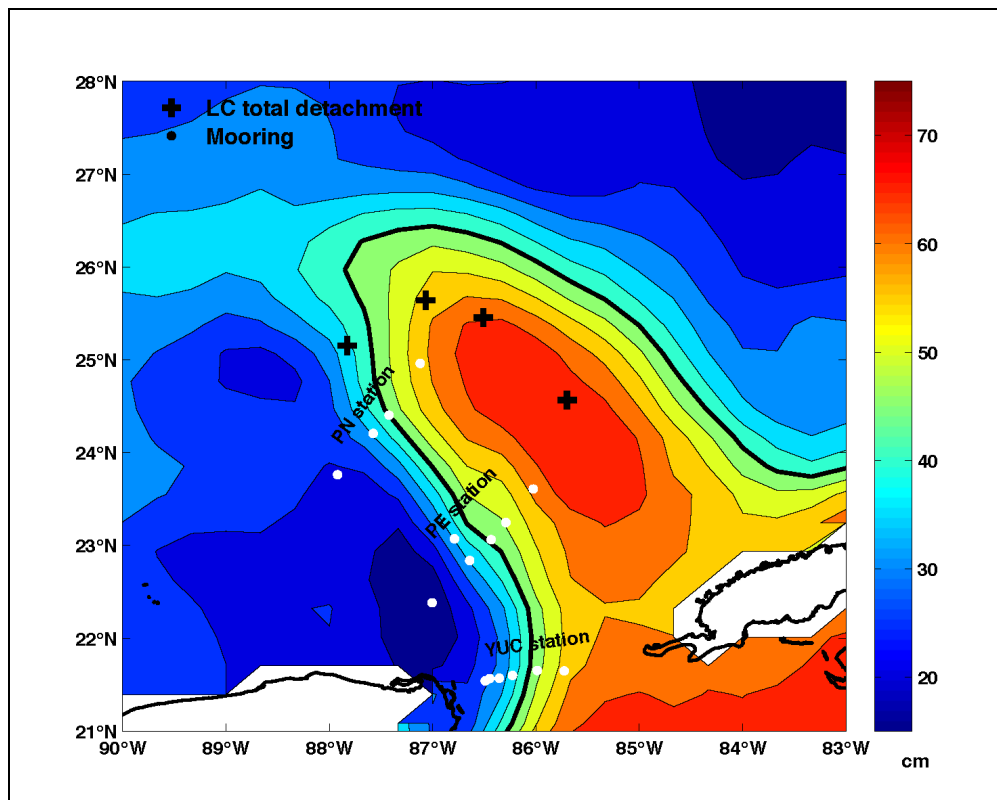 28°N
27°N
26°N
25°N
24°N
23°N
22°N
21°N
90°W
89°W
88°W
87°W
86°W
85°W
84°W
83°W
LC total detachment
Mooring
PN station
PE station
YUC station
70
60
50
40
30
20
cm